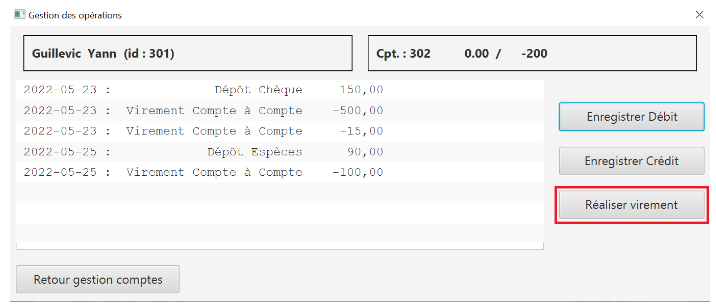 Gestion des opérations
Guillevic Yann (id : 301)
Cpt. : 302 0.00 / -200
2022-05-23 : Dépôt Chèque 150,00
2022-05-23 : Virement Compte à Compte -500,00
2022-05-23 : Virement Compte à Compte -15,00
2022-05-25 : Dépôt Espèces 90,00
2022-05-25 : Virement Compte à Compte -100,00
Enregistrer Débit
Enregistrer Crédit
Réaliser virement
Retour gestion comptes